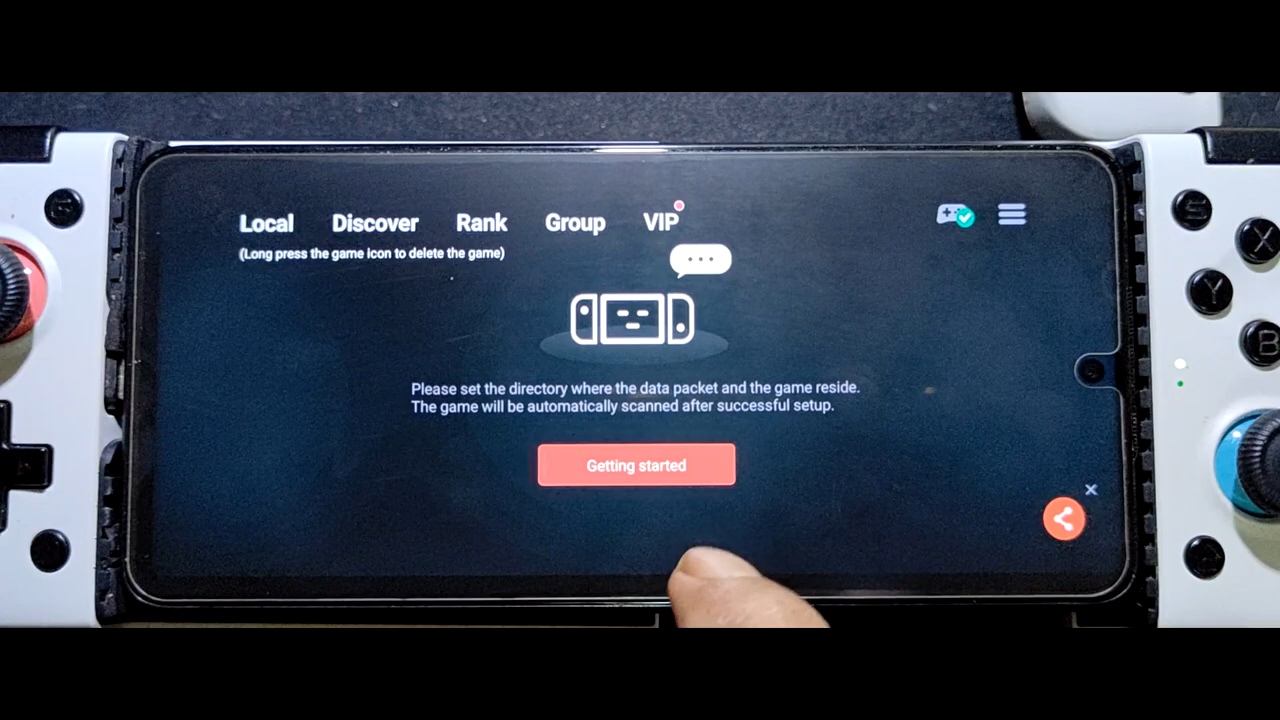 Local Discover Rank Group VIP
(Long press the game icon to delete the game)
Please set the directory where the data packet and the game reside.
The game will be automatically scanned after successful setup.
Getting started
X
Y
B